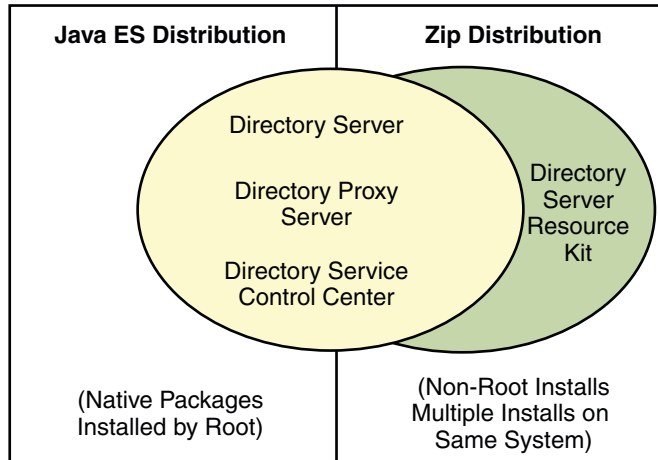 Java ES Distribution
Zip Distribution
Directory Server
Directory Proxy
Server
Directory Service
Control Center
Directory
Server
Resource
Kit
(Native Packages
Installed by Root)
(Non-Root Installs
Multiple Installs on
Same System)